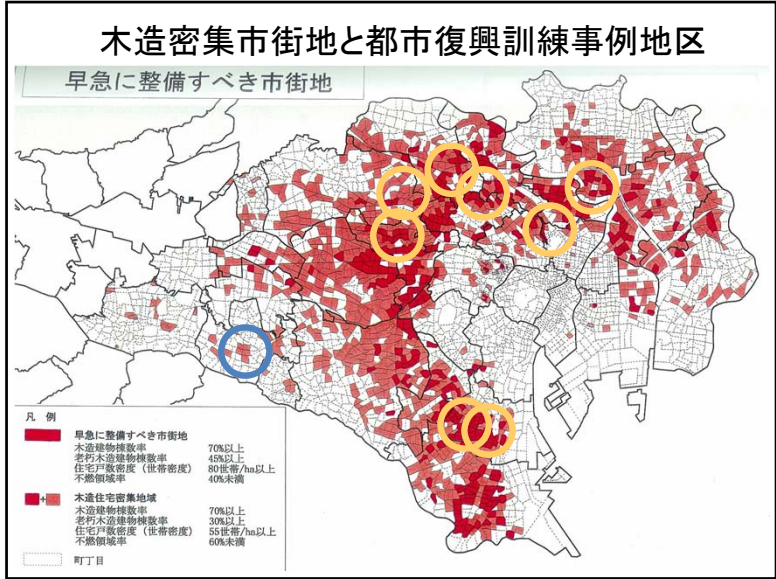 木造密集市街地と都市復興訓練事例地区
早急に整備すべき市街地
凡 例
早急に整備すべき市街地
木造建物棟数率 70%以上
老朽木造建物棟数率 45%以上
住宅戸数密度(世帯密度) 80世帯/ha以上
不燃領域率 40%未満
+ 木造住宅密集地域
木造建物棟数率 70%以上
老朽木造建物棟数率 30%以上
住宅戸数密度(世帯密度) 55世帯/ha以上
不燃領域率 60%未満
町丁目